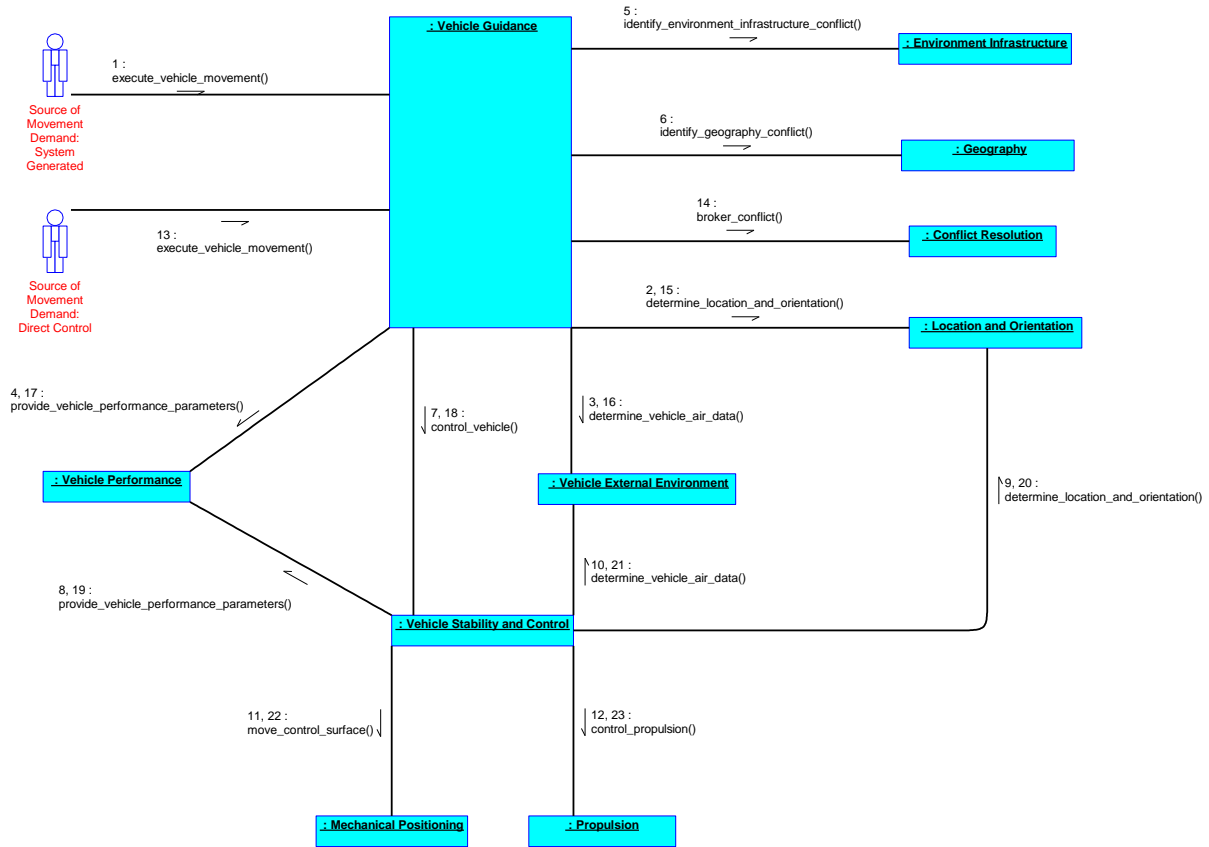 : Vehicle Guidance
5 :
identify_environment_infrastructure_conflict()
: Environment Infrastructure
1 :
execute_vehicle_movement()
Source of
Movement
Demand:
System
Generated
6 :
identify_geography_conflict()
: Geography
13 :
execute_vehicle_movement()
14 :
broker_conflict()
: Conflict Resolution
Source of
Movement
Demand:
Direct Control
2, 15 :
determine_location_and_orientation()
: Location and Orientation
4, 17 :
provide_vehicle_performance_parameters()
7, 18 :
control_vehicle()
3, 16 :
determine_vehicle_air_data()
: Vehicle Performance
: Vehicle External Environment
9, 20 :
determine_location_and_orientation()
10, 21 :
determine_vehicle_air_data()
8, 19 :
provide_vehicle_performance_parameters()
: Vehicle Stability and Control
11, 22 :
move_control_surface()
12, 23 :
control_propulsion()
: Mechanical Positioning
: Propulsion